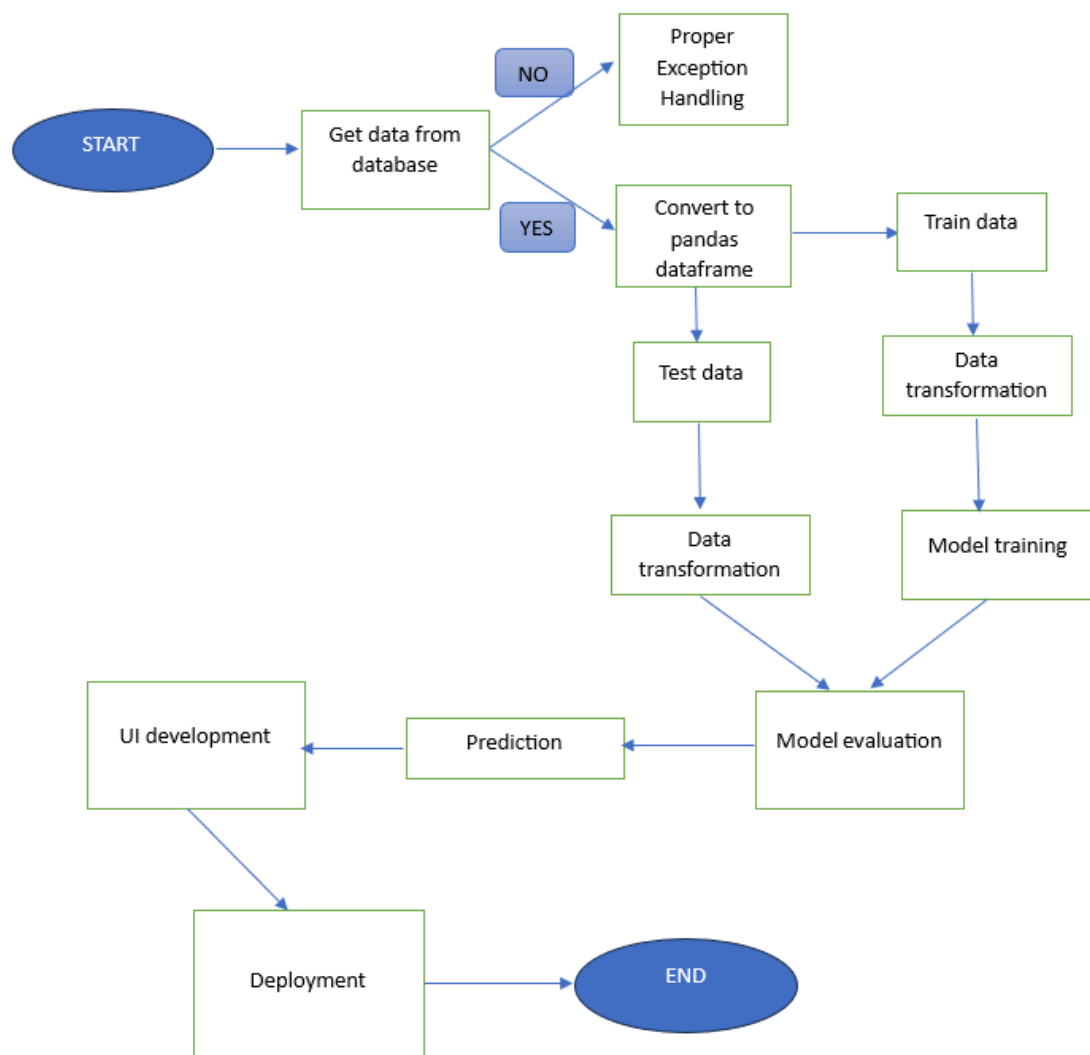 Proper
Exception
Handling
NO
START
Get data from
database
YES
Convert to
pandas
dataframe
Train data
Test data
Data
transformation
Data
transformation
Model training
UI development
Prediction
Model evaluation
Deployment
END